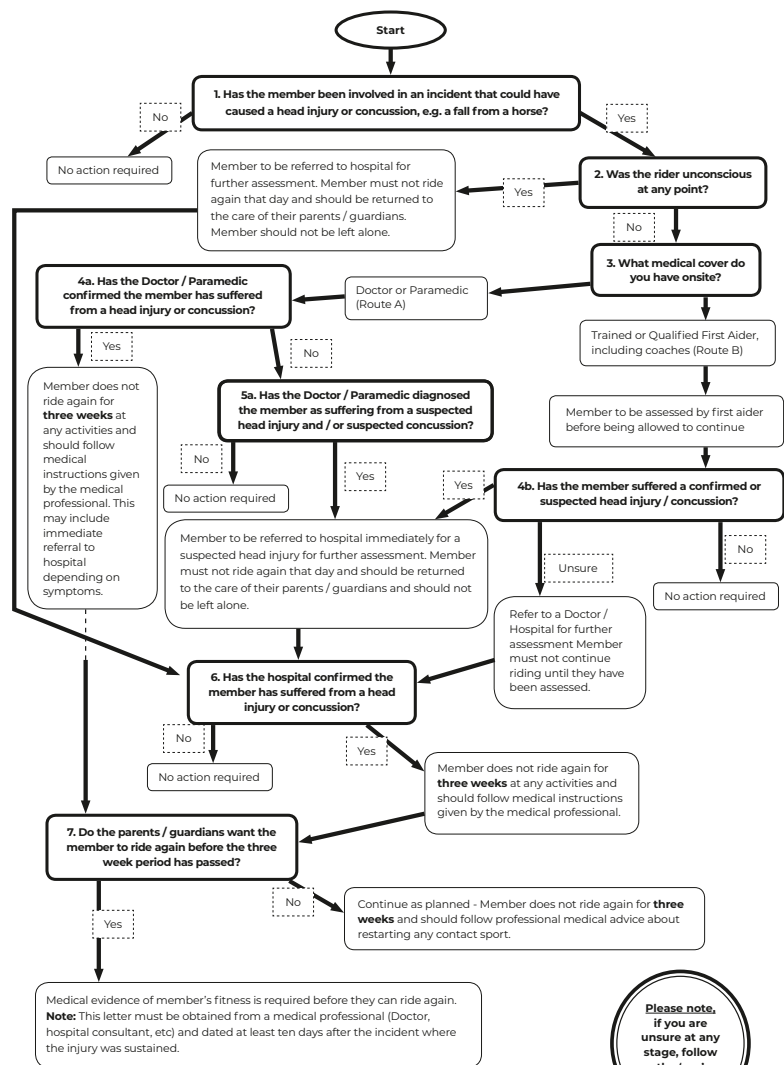 Start
1. Has the member been involved in an incident that could have
caused a head injury or concussion, e.g. a fall from a horse?
No
Yes
No action required
Member to be referred to hospital for
further assessment. Member must not ride
again that day and should be returned to
the care of their parents / guardians.
Member should not be left alone.
Yes
2. Was the rider unconscious
at any point?
No
3. What medical cover do
you have onsite?
4a. Has the Doctor / Paramedic
confirmed the member has suffered
from a head injury or concussion?
Doctor or Paramedic
(Route A)
Trained or Qualified First Aider,
including coaches (Route B)
Yes
No
Member does not
ride again for
three weeks at
any activities and
should follow
medical
instructions given
by the medical
professional. This
may include
immediate
referral to
hospital
depending on
symptoms.
5a. Has the Doctor / Paramedic diagnosed
the member as suffering from a suspected
head injury and / or suspected concussion?
Member to be assessed by first aider
before being allowed to continue
No
Yes
Yes
4b. Has the member suffered a confirmed or
suspected head injury / concussion?
No action required
Member to be referred to hospital immediately for a
suspected head injury for further assessment. Member
must not ride again that day and should be returned
to the care of their parents / guardians and should not
be left alone.
Unsure
No
No action required
Refer to a Doctor /
Hospital for further
assessment Member
must not continue
riding until they have
been assessed.
6. Has the hospital confirmed the
member has suffered from a head
injury or concussion?
No
Yes
No action required
Member does not ride again for
three weeks at any activities and
should follow medical instructions
given by the medical professional.
7. Do the parents / guardians want the
member to ride again before the three
week period has passed?
No
Yes
Continue as planned - Member does not ride again for three
weeks and should follow professional medical advice about
restarting any contact sport.
Medical evidence of member's fitness is required before they can ride again.
Note: This letter must be obtained from a medical professional (Doctor,
hospital consultant, etc) and dated at least ten days after the incident where
the injury was sustained.
Please note,
if you are
unsure at any
stage, follow